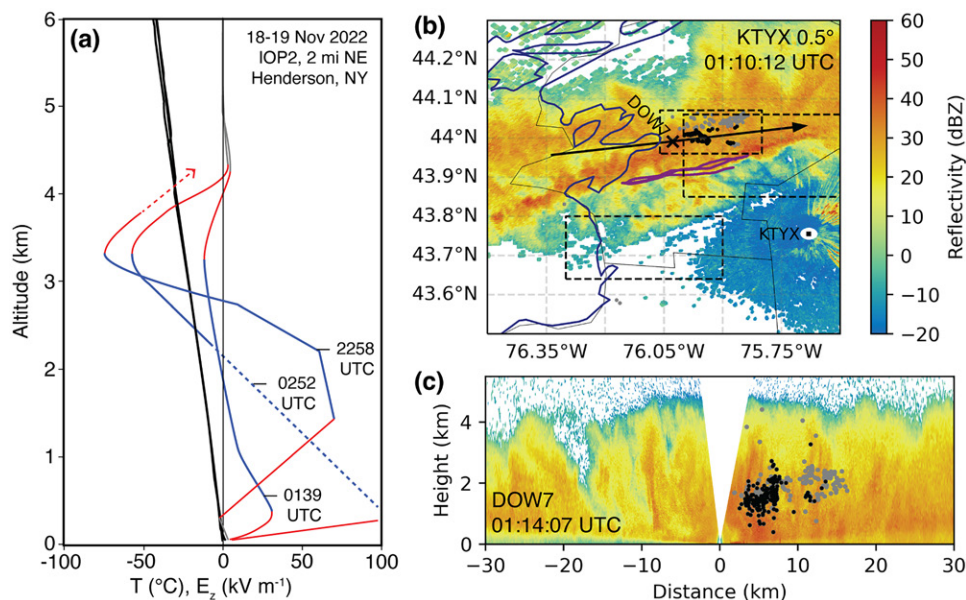 (a)
18-19 Nov 2022
IOP2, 2 mi NE
Henderson, NY
6
5
4
3
2
1
0
Altitude (km)
2258
UTC
0252
UTC
0139
UTC
-100
-50
0
50
100
T (°C), E_z (kV m⁻¹)
(b)
KTYX 0.5°
01:10:12 UTC
DOW7
KTYX
44.2°N
44.1°N
44°N
43.9°N
43.8°N
43.7°N
43.6°N
76.35°W
76.05°W
75.75°W
60
50
40
30
20
10
0
−10
−20
Reflectivity (dBZ)
(c)
Height (km)
4
2
0
DOW7
01:14:07 UTC
−30
−20
−10
0
10
20
30
Distance (km)